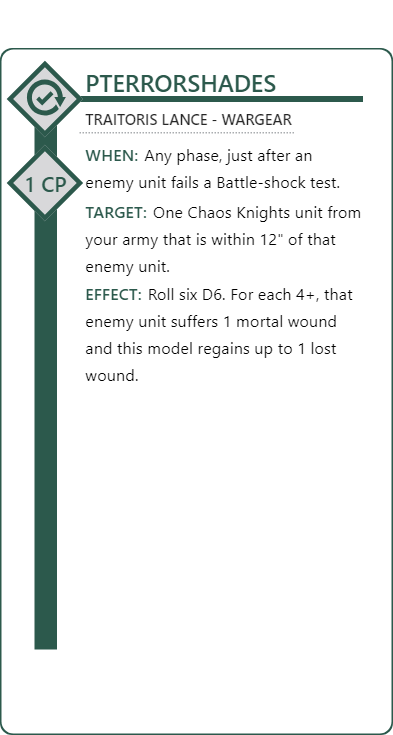 PTERRORSHADES
TRAITORIS LANCE - WARGEAR
WHEN: Any phase, just after an
1 CP
enemy unit fails a Battle-shock test.
TARGET: One Chaos Knights unit from
your army that is within 12" of that
enemy unit.
EFFECT: Roll six D6. For each 4+, that
enemy unit suffers 1 mortal wound
and this model regains up to 1 lost
wound.